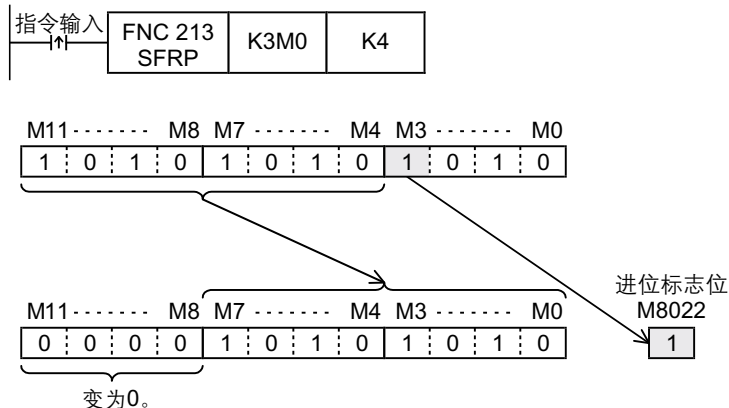 指令输入
FNC 213
SFRP
K3M0
K4
M11------- M8 M7 ------- M4 M3 ------- M0
1 0 1 0 1 0 1 0 1 0 1 0
进位标志位
M8022
M11------- M8 M7 ------- M4 M3 ------- M0
0 0 0 0 1 0 1 0 1 0 1 0
1
变为0。